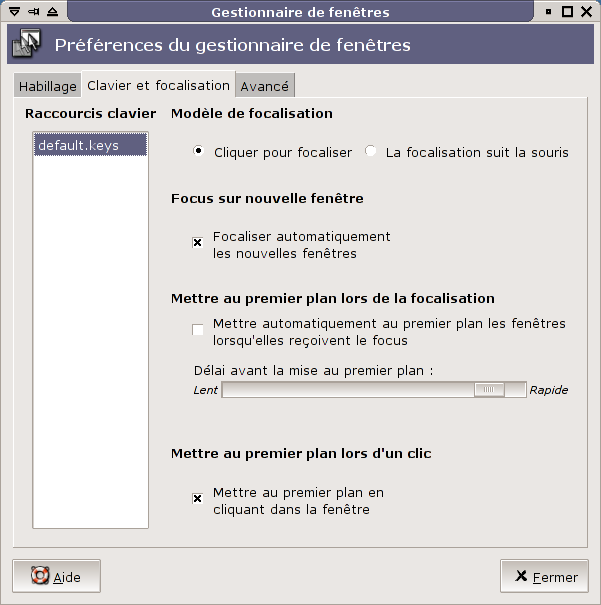 Gestionnaire de fenêtres
Préférences du gestionnaire de fenêtres
Habillage
Clavier et focalisation
Avancé
Raccourcis clavier
default.keys
Modèle de focalisation
Cliquer pour focaliser
La focalisation suit la souris
Focus sur nouvelle fenêtre
Focaliser automatiquement
les nouvelles fenêtres
Mettre au premier plan lors de la focalisation
Mettre automatiquement au premier plan les fenêtres
lorsqu'elles reçoivent le focus
Délai avant la mise au premier plan :
Lent
Rapide
Mettre au premier plan lors d'un clic
Mettre au premier plan en
cliquant dans la fenêtre
Aide
Fermer